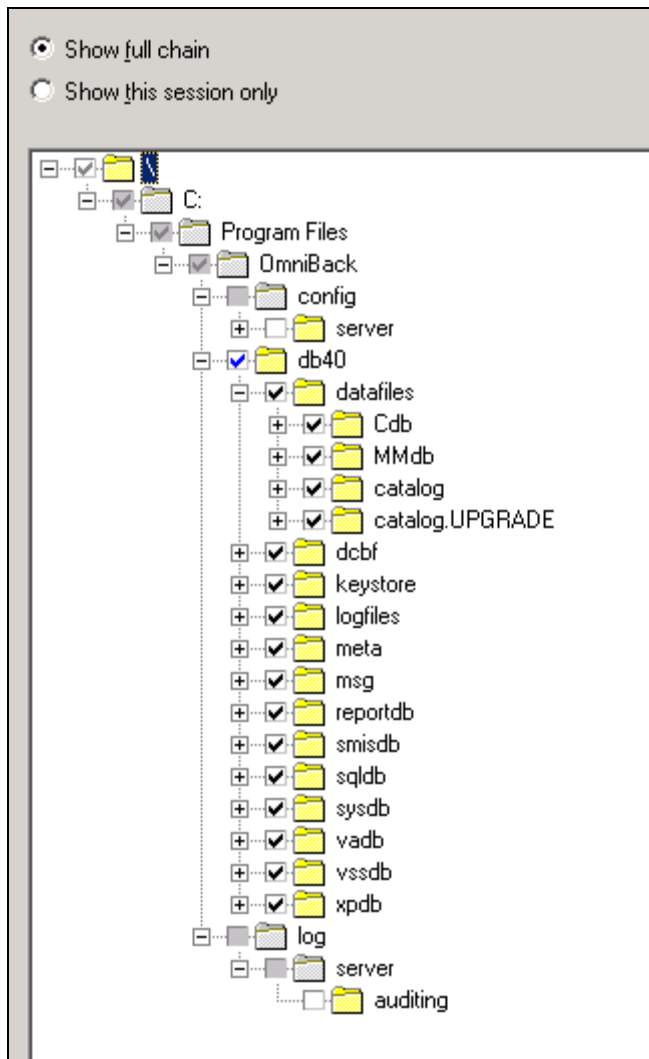 Show full chain
Show this session only
\
C:
Program Files
OmniBack
config
server
db40
datafiles
Cdb
MMdb
catalog
catalog.UPGRADE
dcbf
keystore
logfiles
meta
msg
reportdb
smisdb
sqldb
sysdb
vadb
vssdb
xpdb
log
server
auditing